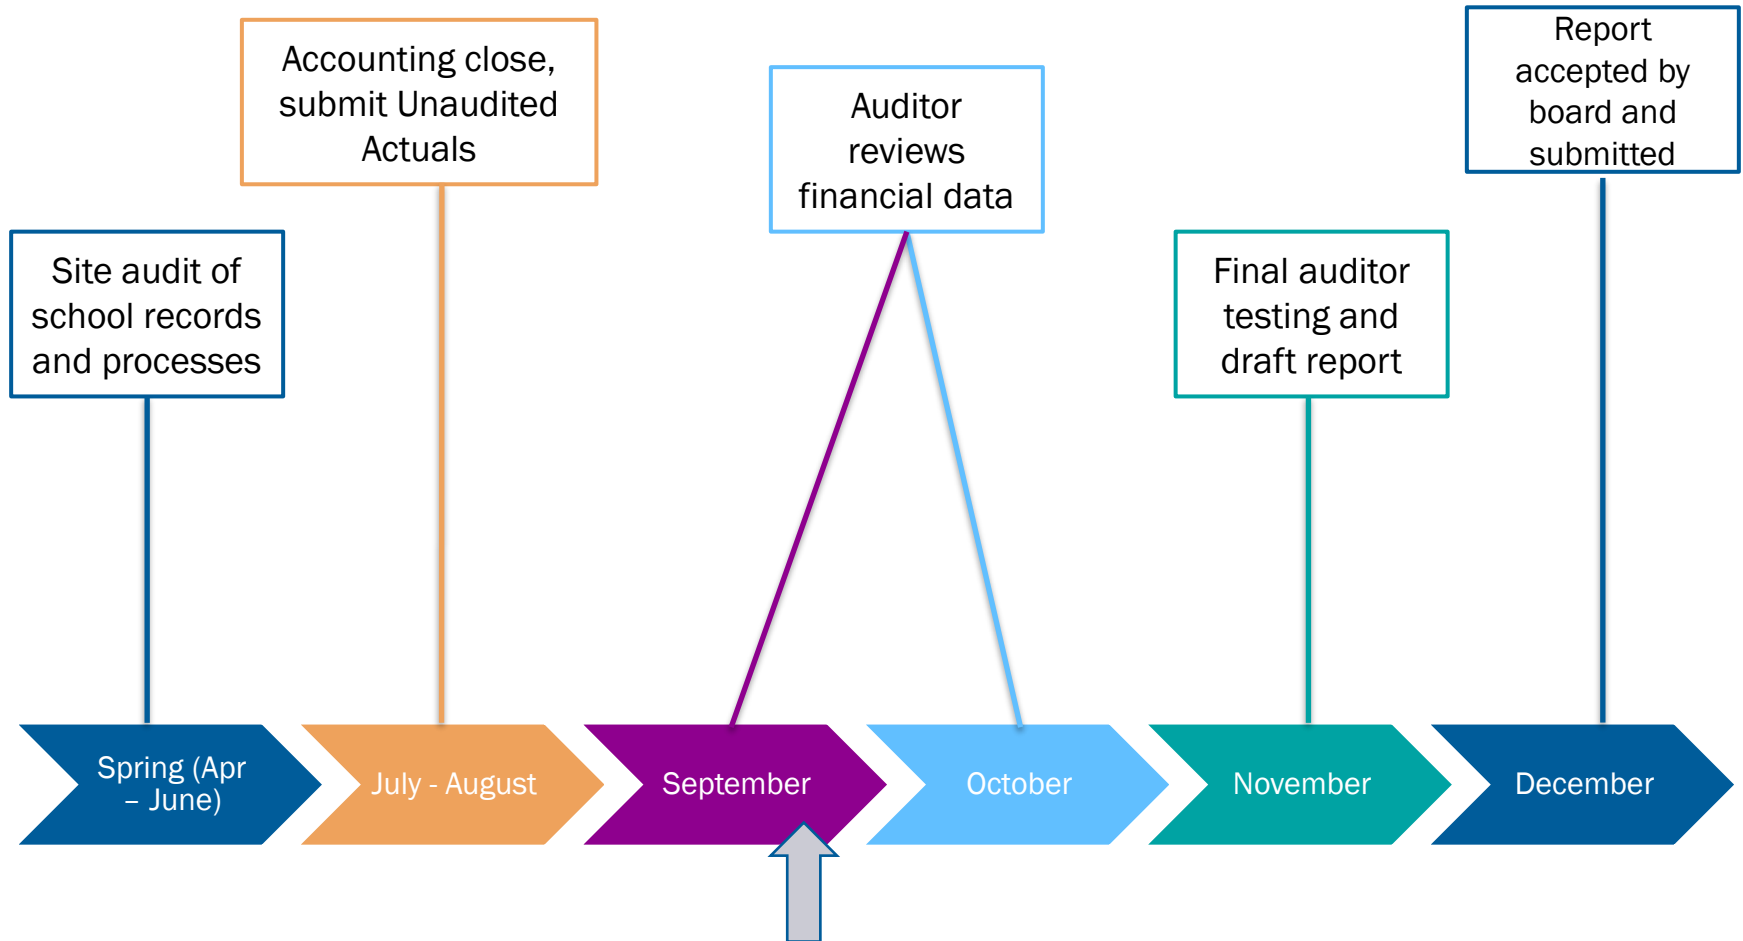 Site audit of
school records
and processes
Accounting close,
submit Unaudited
Actuals
Auditor
reviews
financial data
Final auditor
testing and
draft report
Report
accepted by
board and
submitted
Spring (Apr
– June)
July - August
September
October
November
December